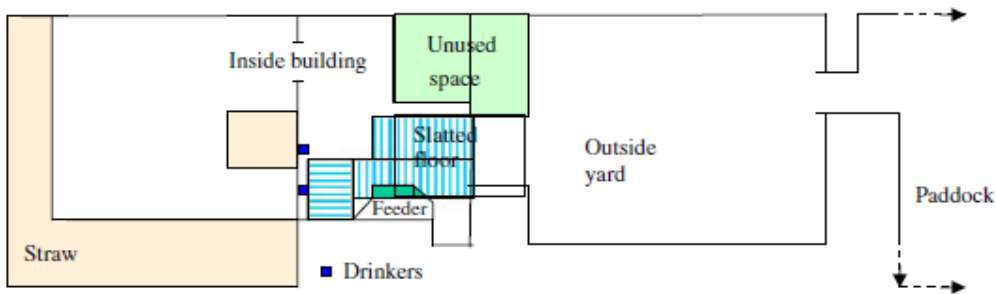 Unused
space
Inside building
Slatted
floor
Outside
yard
Paddock
Feeder
Straw
Drinkers